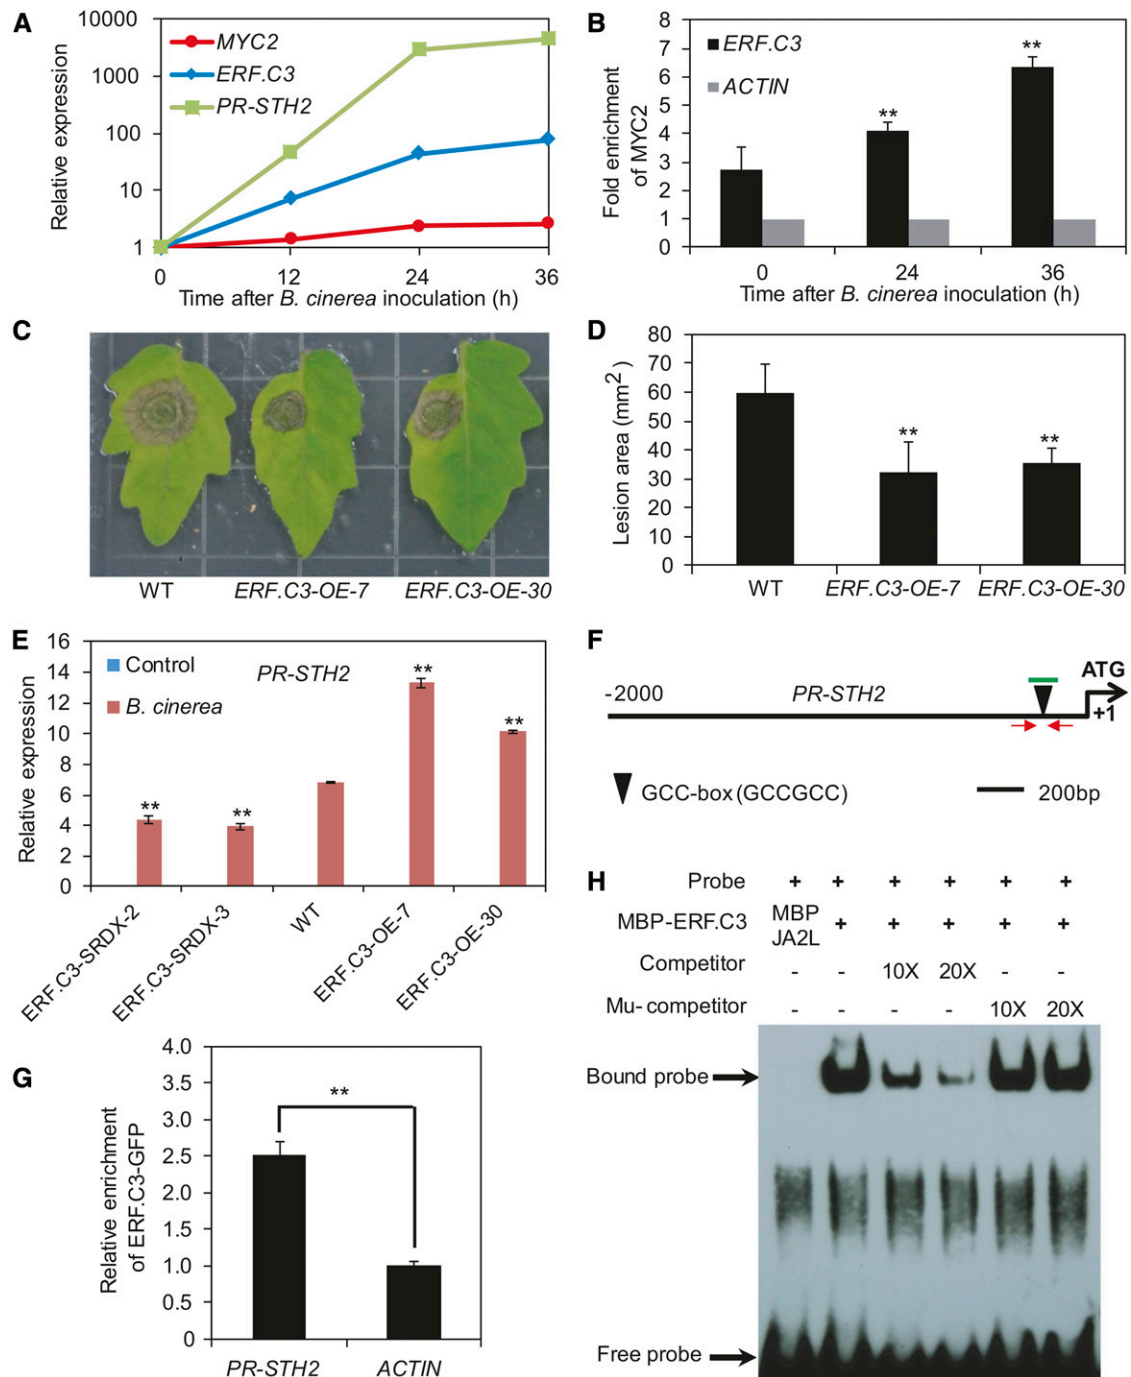 A
10000
1000
100
10
1
Relative expression
MYC2
ERF.C3
PR-STH2
0 12 24 36
Time after B. cinerea inoculation (h)
B
8
7
6
5
4
3
2
1
0
Fold enrichment
of MYC2
ERF.C3
ACTIN
**
**
0 24 36
Time after B. cinerea inoculation (h)
C
WT ERF.C3-OE-7 ERF.C3-OE-30
D
80
70
60
50
40
30
20
10
0
Lesion area (mm2)
**
**
WT ERF.C3-OE-7 ERF.C3-OE-30
E
16
14
12
10
8
6
4
2
0
Relative expression
Control
B. cinerea
PR-STH2
**
**
**
**
ERF.C3-SRDX-2
ERF.C3-SRDX-3
WT
ERF.C3-OE-7
ERF.C3-OE-30
F
-2000 PR-STH2 ATG
+1
GCC-box (GCCGCC) 200bp
G
4.0
3.5
3.0
2.5
2.0
1.5
1.0
0.5
0
Relative enrichment
of ERF.C3-GFP
**
PR-STH2 ACTIN
H
Probe + + + + + +
MBP-ERF.C3 MBP JA2L + + + + +
Competitor - - 10X 20X - -
Mu- competitor - - - - 10X 20X
Bound probe
Free probe